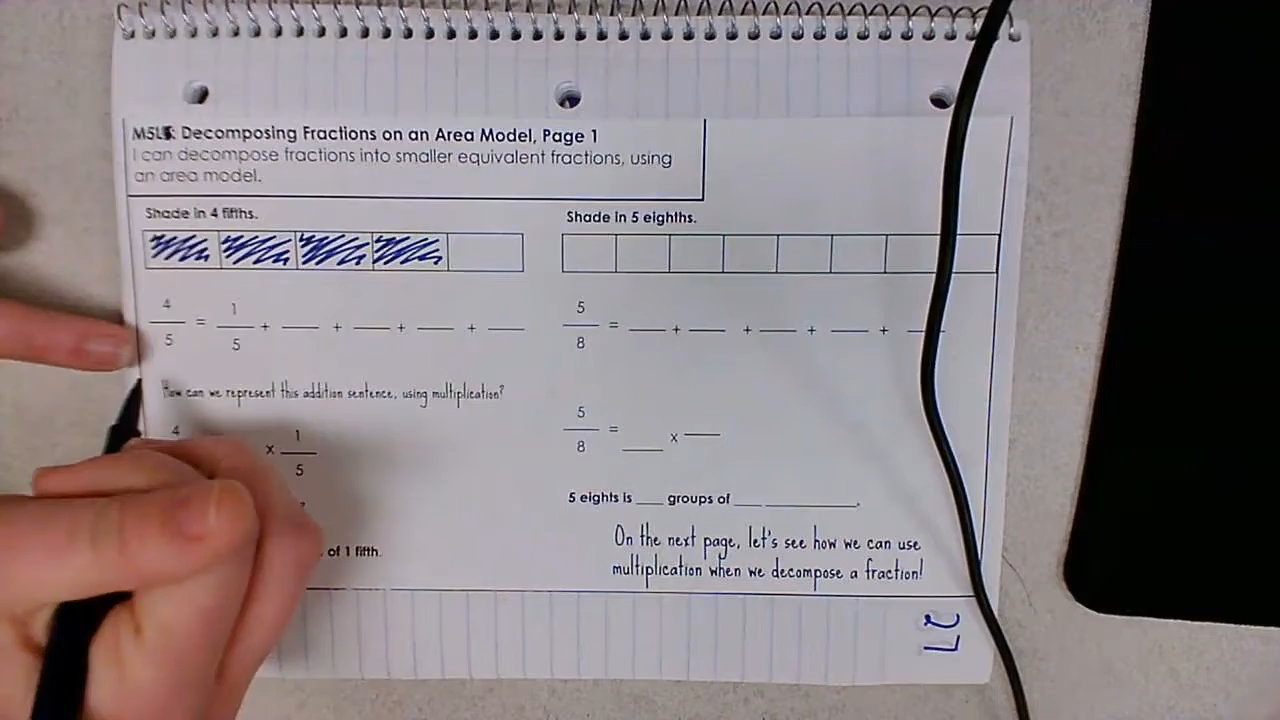 M5L5: Decomposing Fractions on an Area Model, Page 1
I can decompose fractions into smaller equivalent fractions, using
an area model.
Shade in 4 fifths.
4/5 = 1/5 + ___ + ___ + ___ + ___
How can we represent this addition sentence, using multiplication?
4
x 1/5
of 1 fifth.
Shade in 5 eighths.
5/8 = ___ + ___ + ___ + ___ + ___
5/8 = ___ x ___
5 eights is ___ groups of ___ ______.
On the next page, let's see how we can use
multiplication when we decompose a fraction!
27